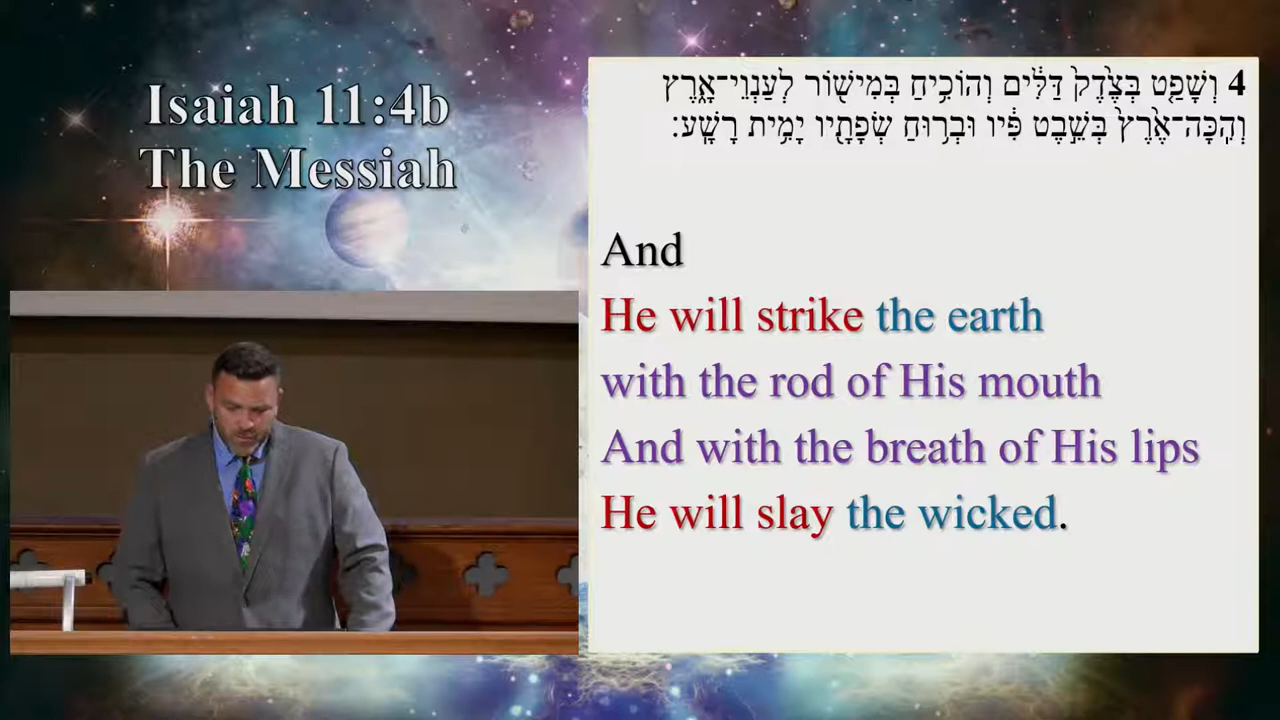 Isaiah 11:4b
The Messiah
4 וְשָׁפַ֤ט בְּצֶ֙דֶק֙ דַּלִּ֔ים וְהוֹכִ֥יחַ בְּמִישׁ֖וֹר לְעַנְוֵי־אָ֑רֶץ
וְהִֽכָּה־אֶ֙רֶץ֙ בְּשֵׁ֣בֶט פִּ֔יו וּבְר֥וּחַ שְׂפָתָ֖יו יָמִ֥ית רָשָֽׁע׃
And
He will strike the earth
with the rod of His mouth
And with the breath of His lips
He will slay the wicked.